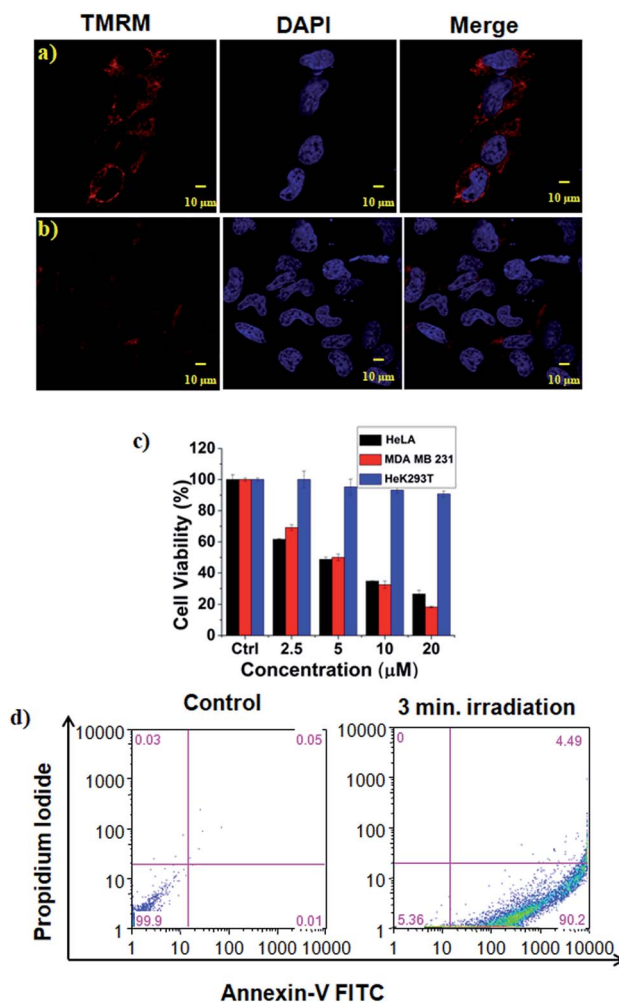 TMRM DAPI Merge
a)
10 µm 10 µm 10 µm
b)
10 µm 10 µm 10 µm
c)
HeLA
MDA MB 231
HeK293T
120
100
80
60
40
20
0
Cell Viability (%)
Ctrl 2.5 5 10 20
Concentration (µM)
d)
Control 3 min. irradiation
10000 0.03 0.05 10000 0 4.49
1000 1000
100 100
10 10
1 99.9 0.01 1 5.36 90.2
1 10 100 1000 10000 1 10 100 1000 10000
Propidium Iodide
Annexin-V FITC